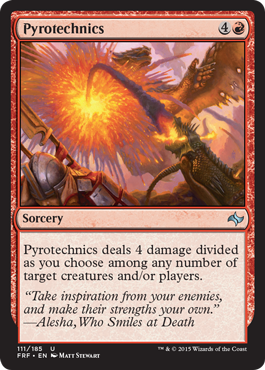 Pyrotechnics
4
Sorcery
Pyrotechnics deals 4 damage divided
as you choose among any number of
target creatures and/or players.
“Take inspiration from your enemies,
and make their strengths your own.”
—Alesha, Who Smiles at Death
111/185 U
FRF • EN MATT STEWART
™ & © 2015 Wizards of the Coast